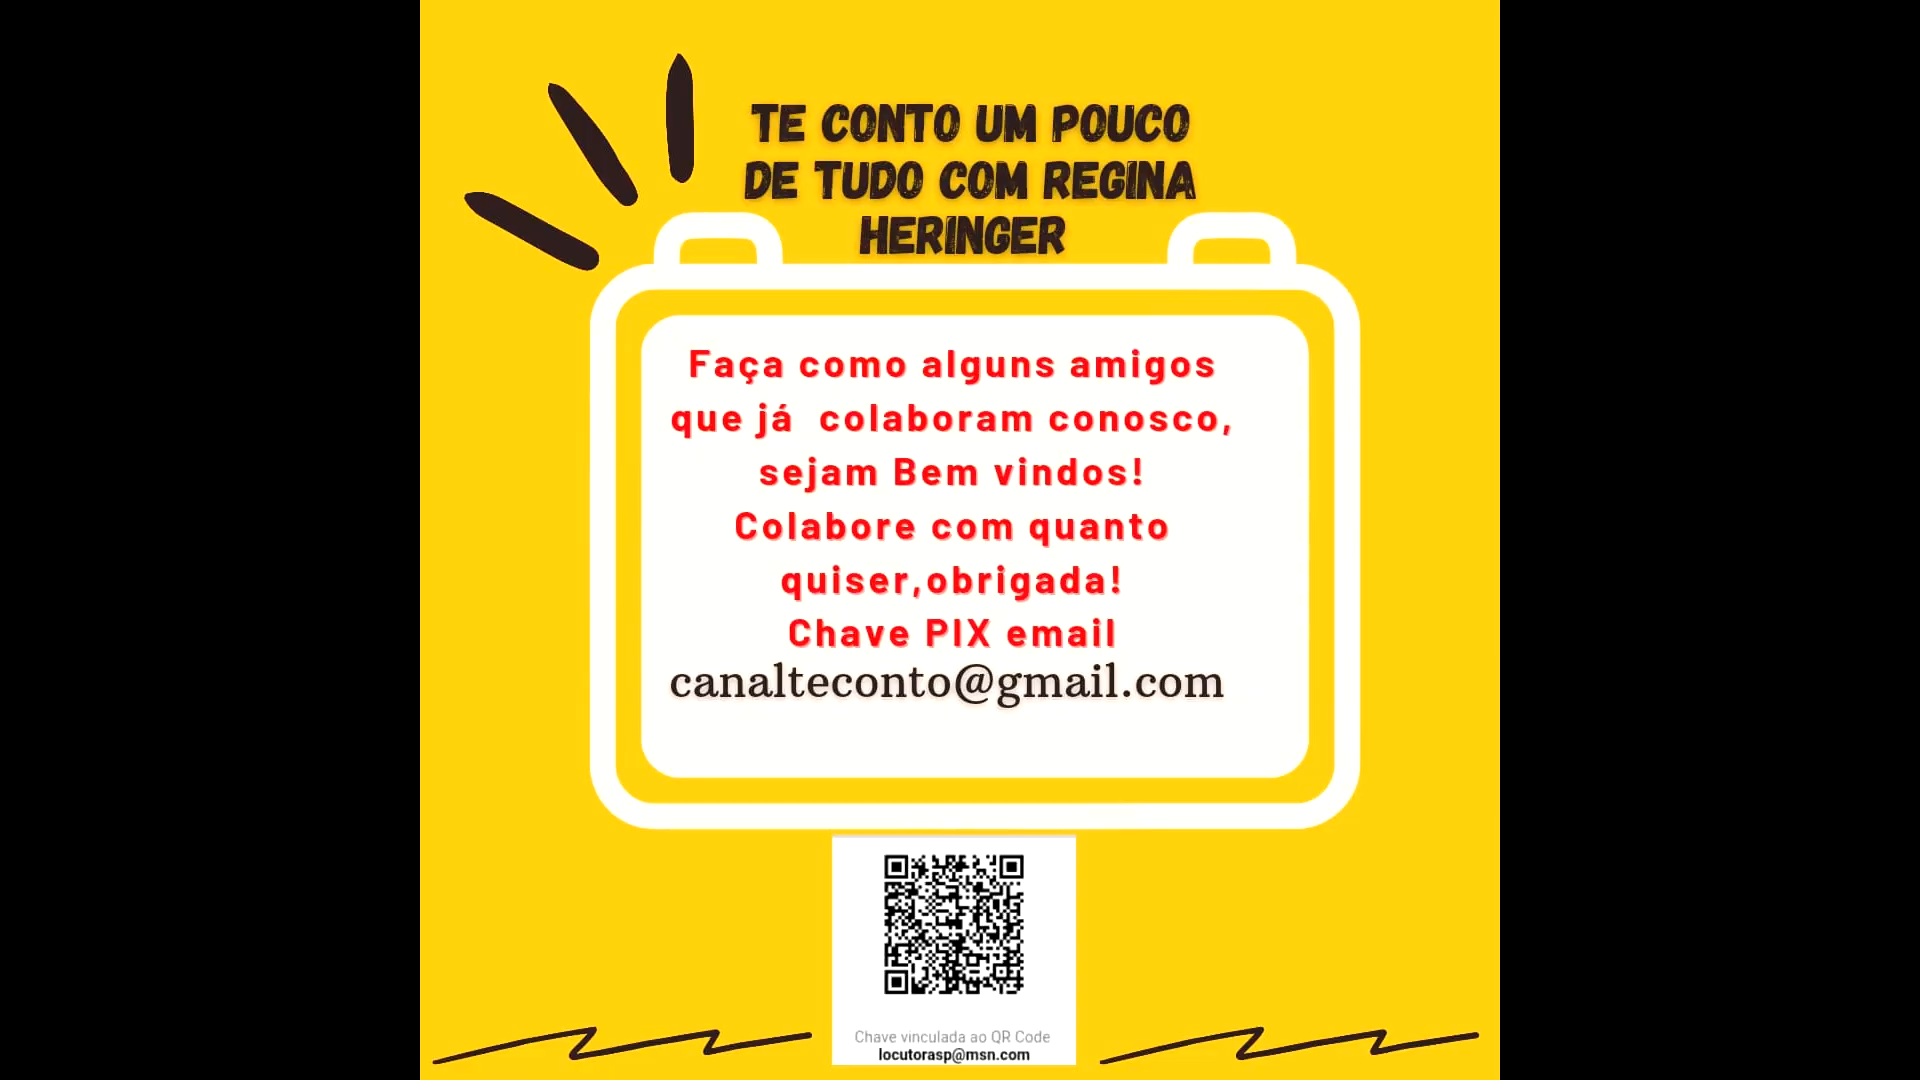 TE CONTO UM POUCO
DE TUDO COM REGINA
HERINGER
Faça como alguns amigos
que já colaboram conosco,
sejam Bem vindos!
Colabore com quanto
quiser,obrigada!
Chave PIX email
canalteconto@gmail.com
Chave vinculada ao QR Code
locutorasp@msn.com